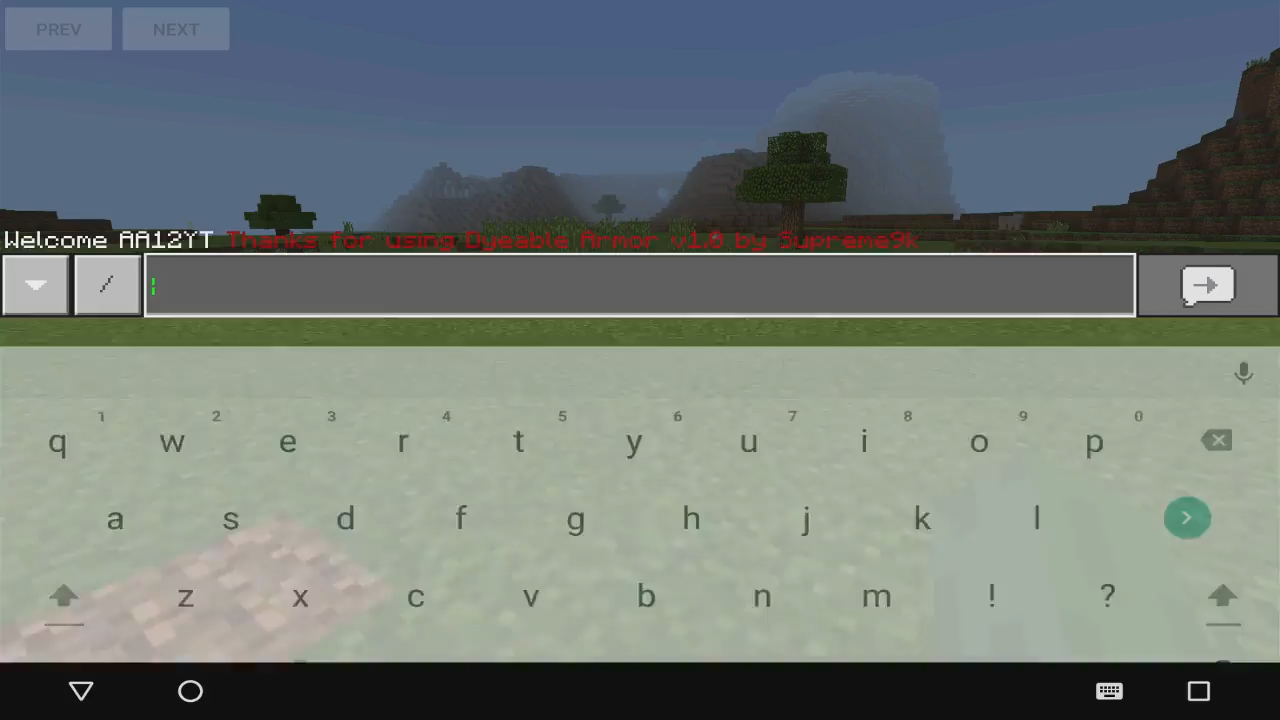 PREV NEXT
Welcome AA12YT Thanks for using Dyeable Armor v1.8 by Supreme9k
/
1 2 3 4 5 6 7 8 9 0
q w e r t y u i o p
a s d f g h j k l
z x c v b n m ! ?